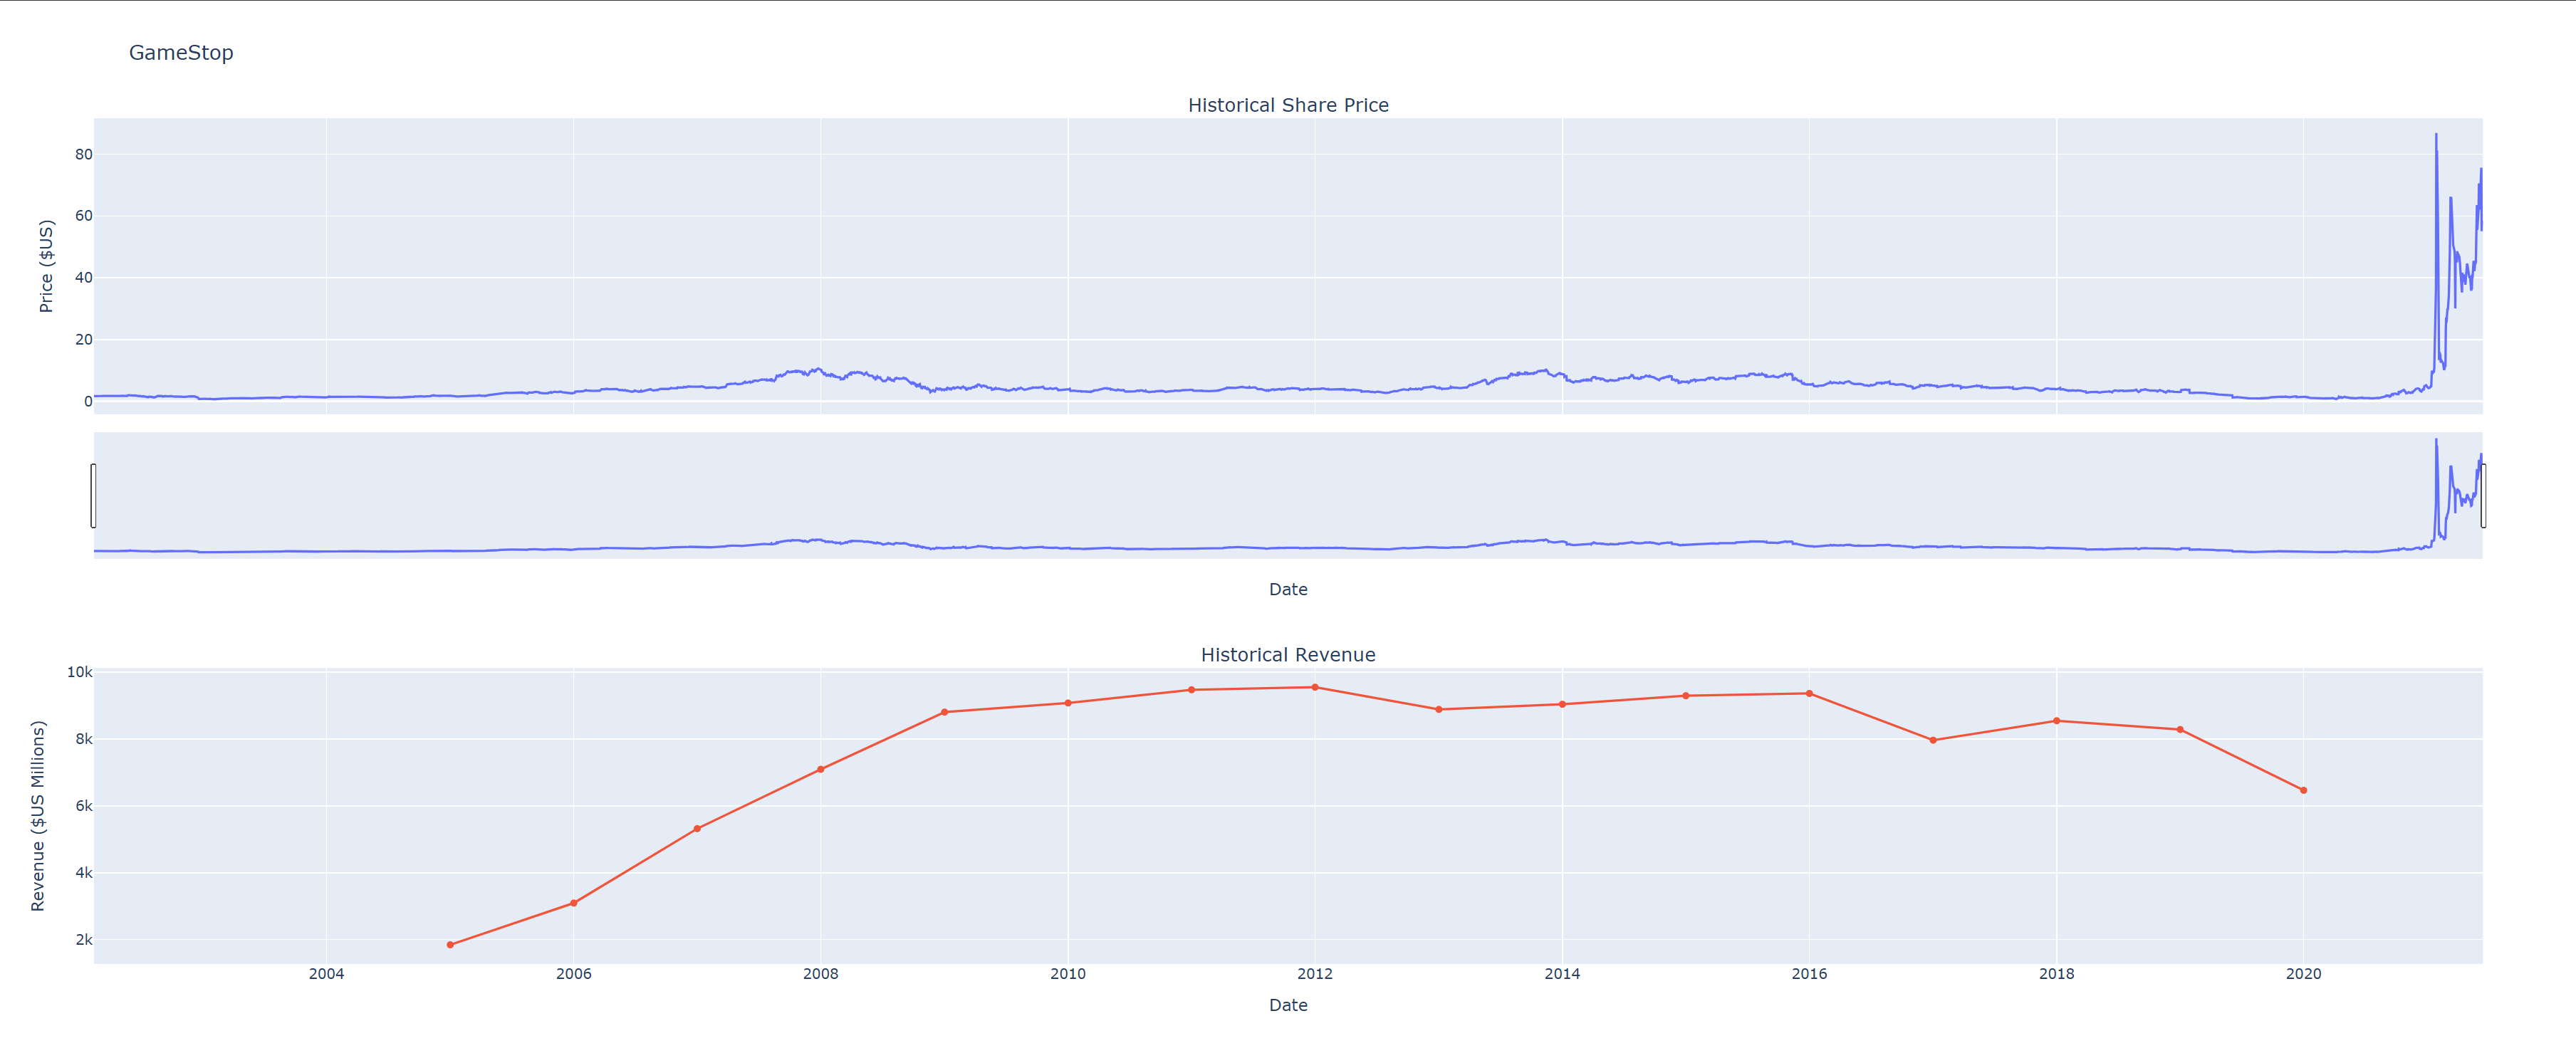 GameStop
Historical Share Price
Price ($US)
80
60
40
20
0
Date
Historical Revenue
Revenue ($US Millions)
10k
8k
6k
4k
2k
2004 2006 2008 2010 2012 2014 2016 2018 2020
Date